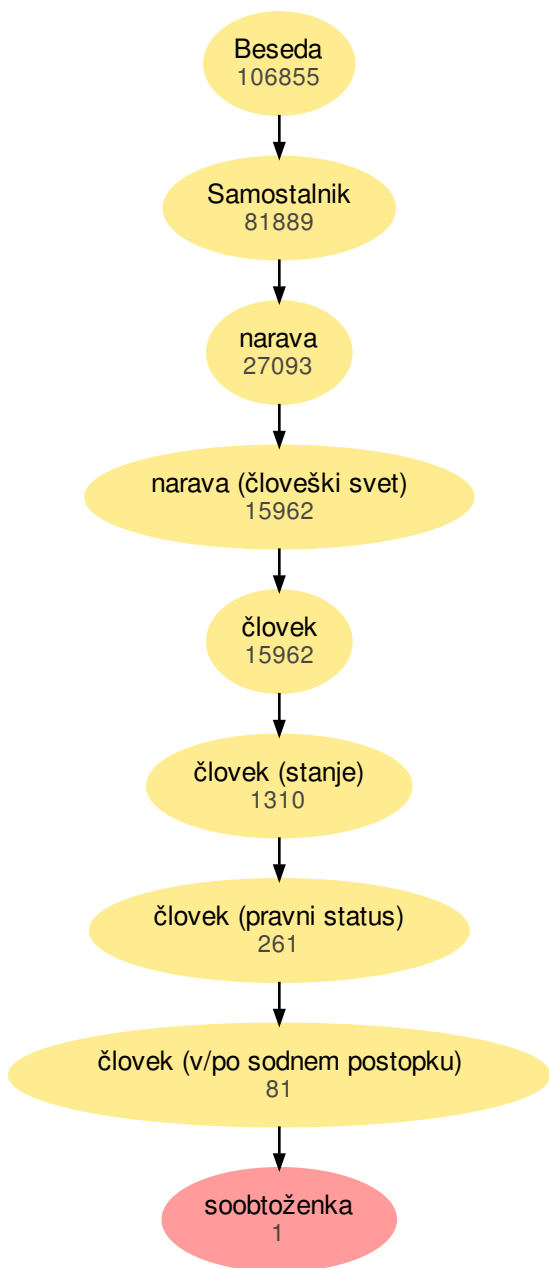 Beseda
106855
Samostalnik
81889
narava
27093
narava (človeški svet)
15962
človek
15962
človek (stanje)
1310
človek (pravni status)
261
človek (v/po sodnem postopku)
81
soobtoženka
1